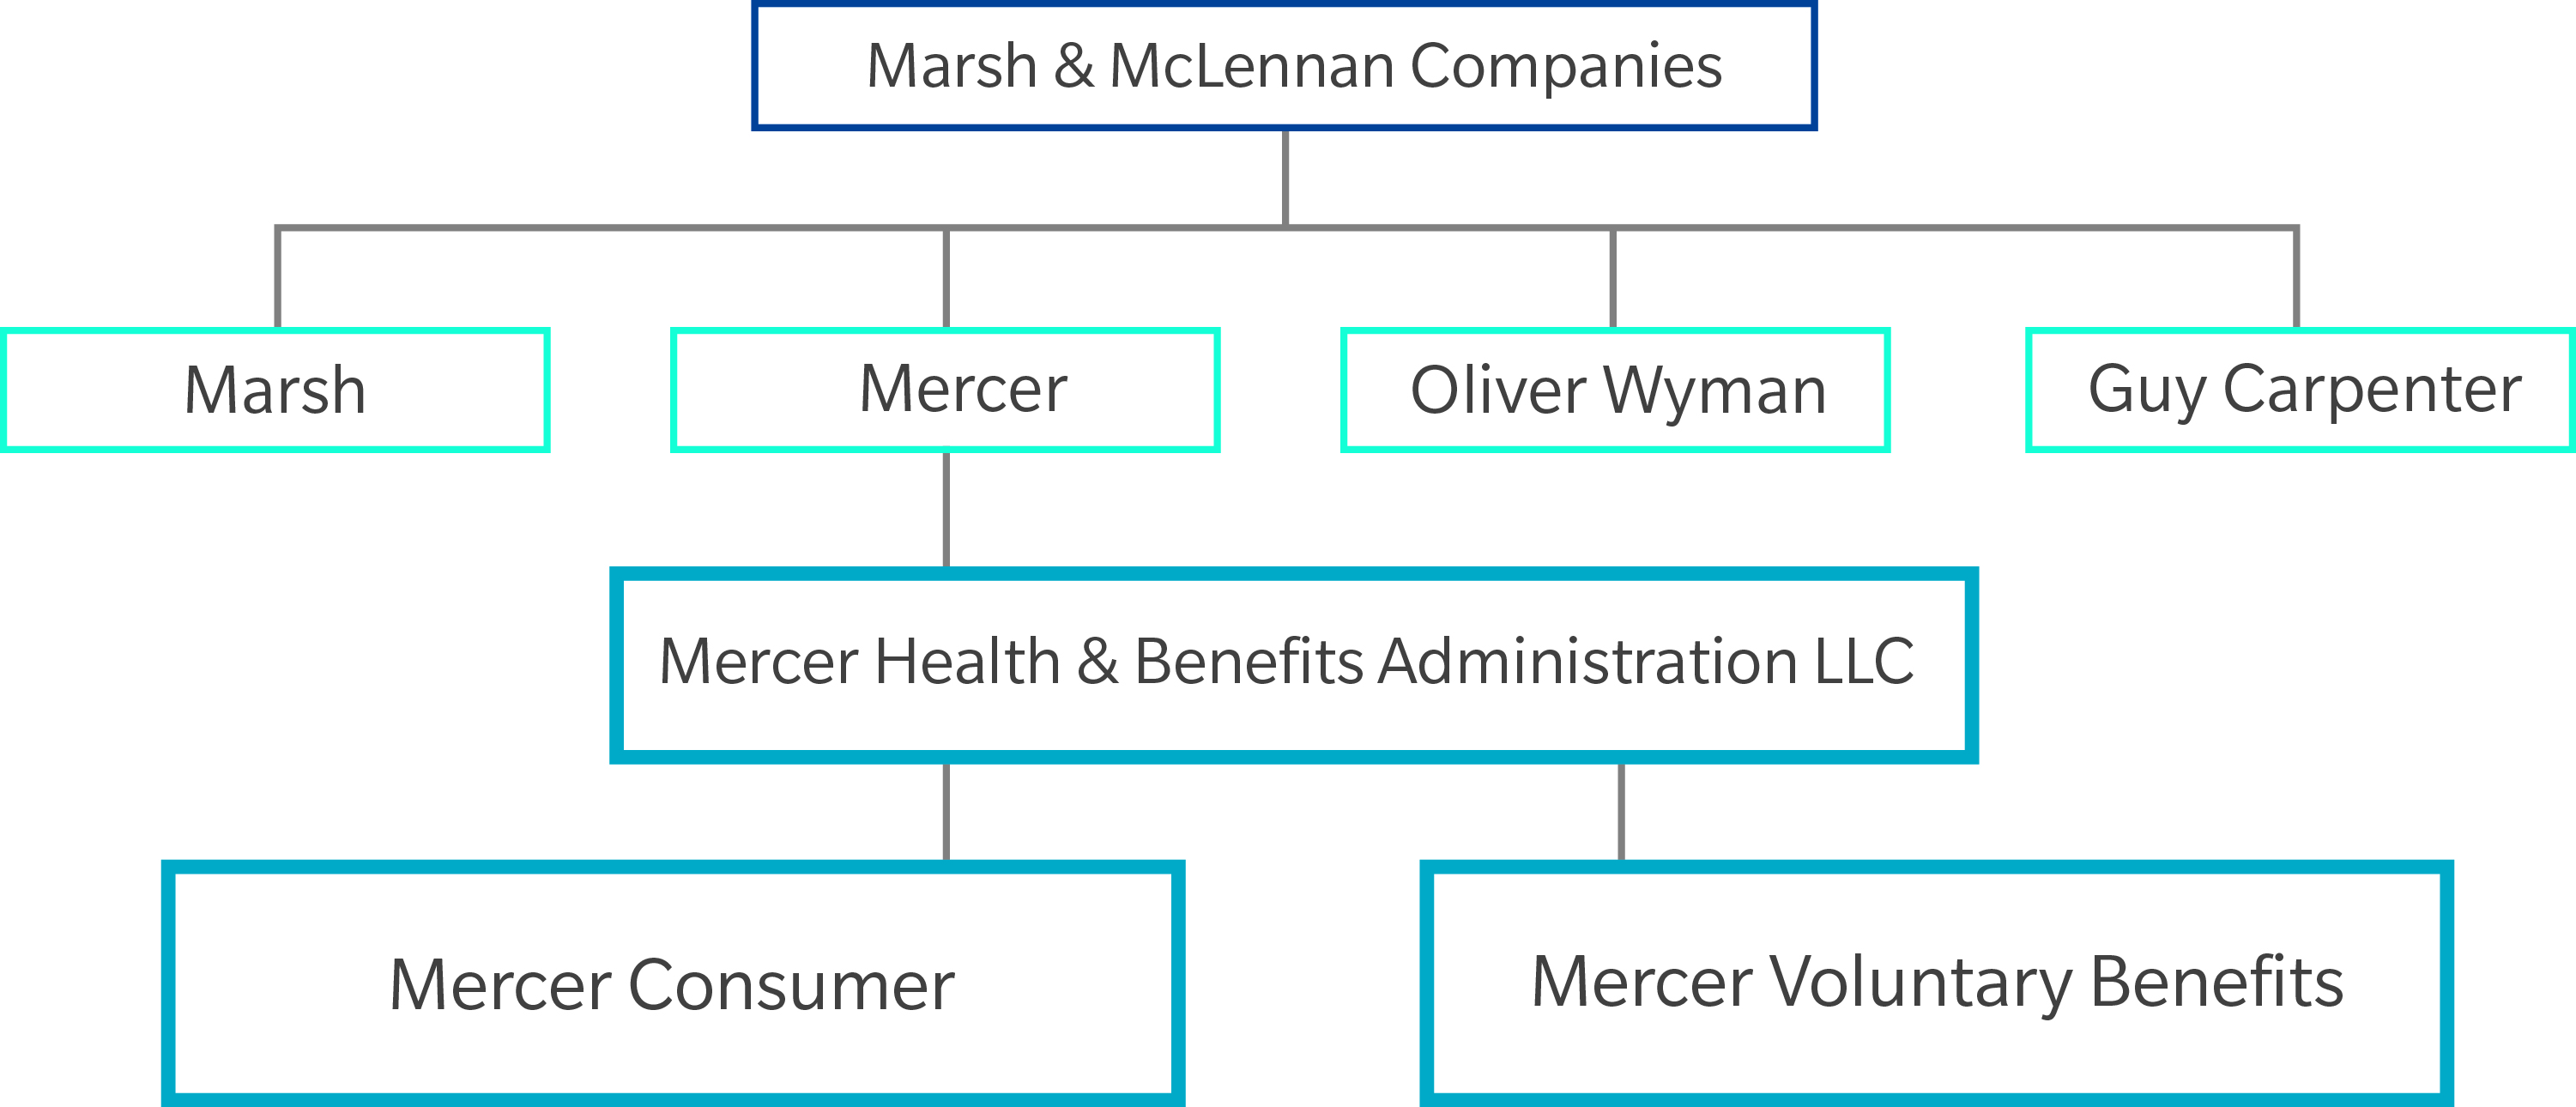 Marsh & McLennan Companies
Marsh
Mercer
Oliver Wyman
Guy Carpenter
Mercer Health & Benefits Administration LLC
Mercer Consumer
Mercer Voluntary Benefits